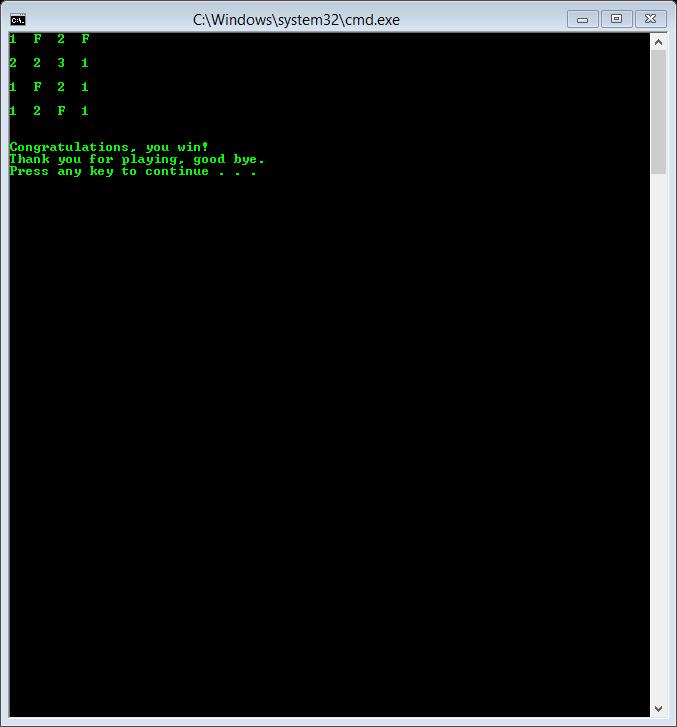 C:\Windows\system32\cmd.exe
C:\.
1 F 2 F
2 2 3 1
1 F 2 1
1 2 F 1
Congratulations, you win!
Thank you for playing, good bye.
Press any key to continue . . .